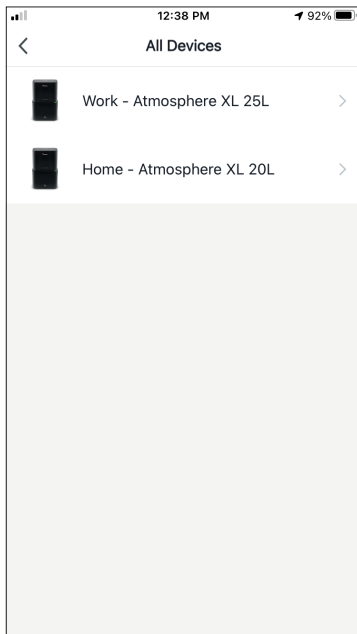 12:38 PM
92%
All Devices
Work - Atmosphere XL 25L
Home - Atmosphere XL 20L